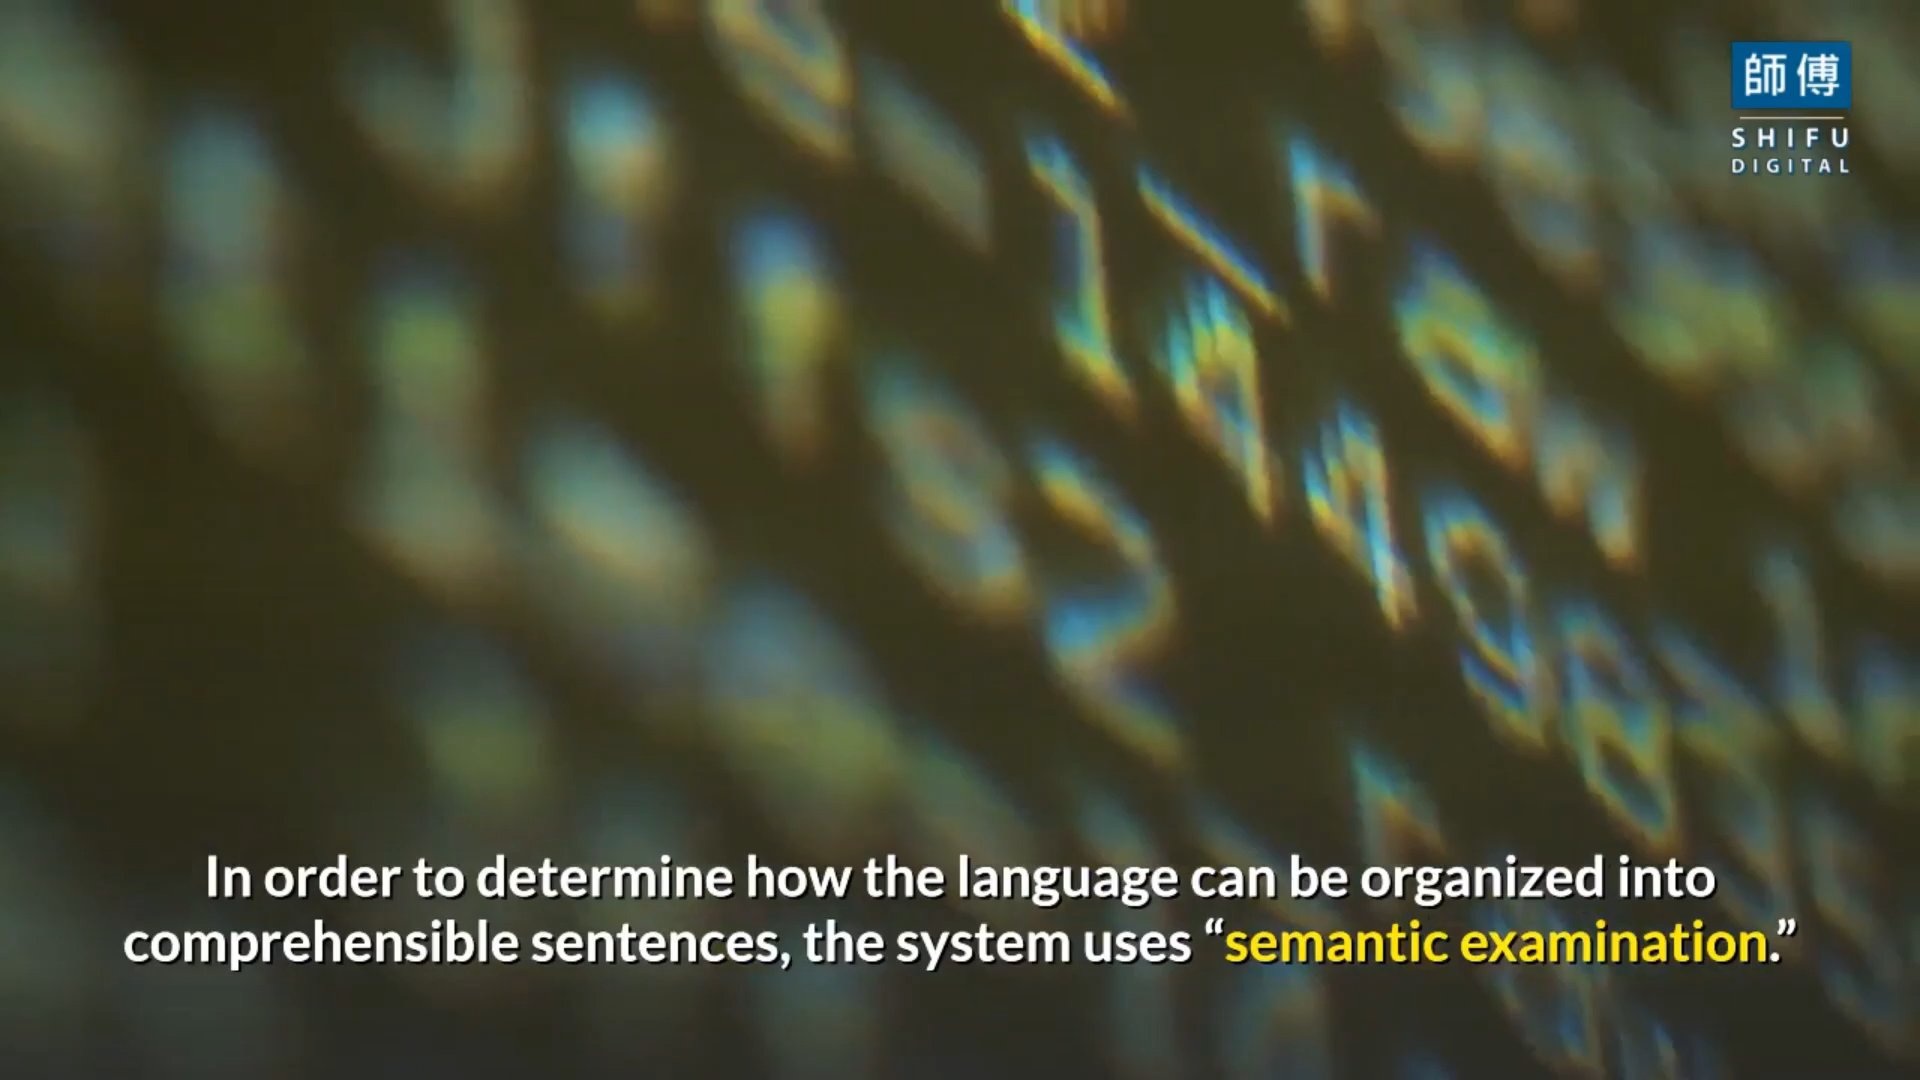 師傅
SHIFU
DIGITAL
In order to determine how the language can be organized into
comprehensible sentences, the system uses “semantic examination.”